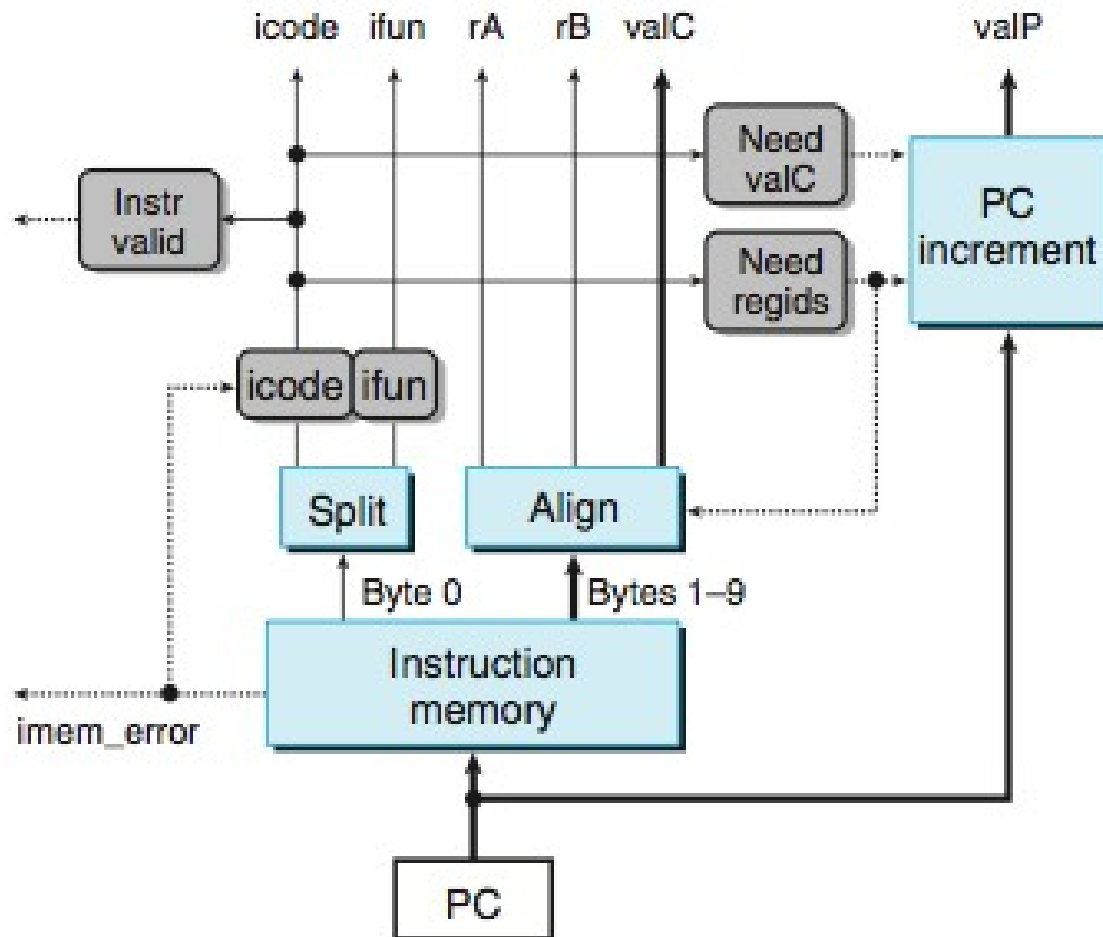 icode ifun rA rB valC valP
Need
valC
Instr
valid
PC
increment
Need
regids
icode ifun
Split
Align
Byte 0
Bytes 1–9
Instruction
memory
imem_error
PC